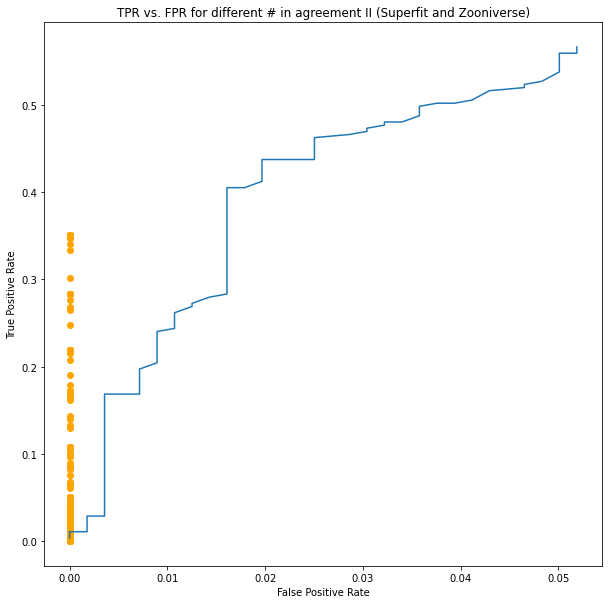 TPR vs. FPR for different # in agreement II (Superfit and Zooniverse)
True Positive Rate
0.5
0.4
0.3
0.2
0.1
0.0
0.00 0.01 0.02 0.03 0.04 0.05
False Positive Rate